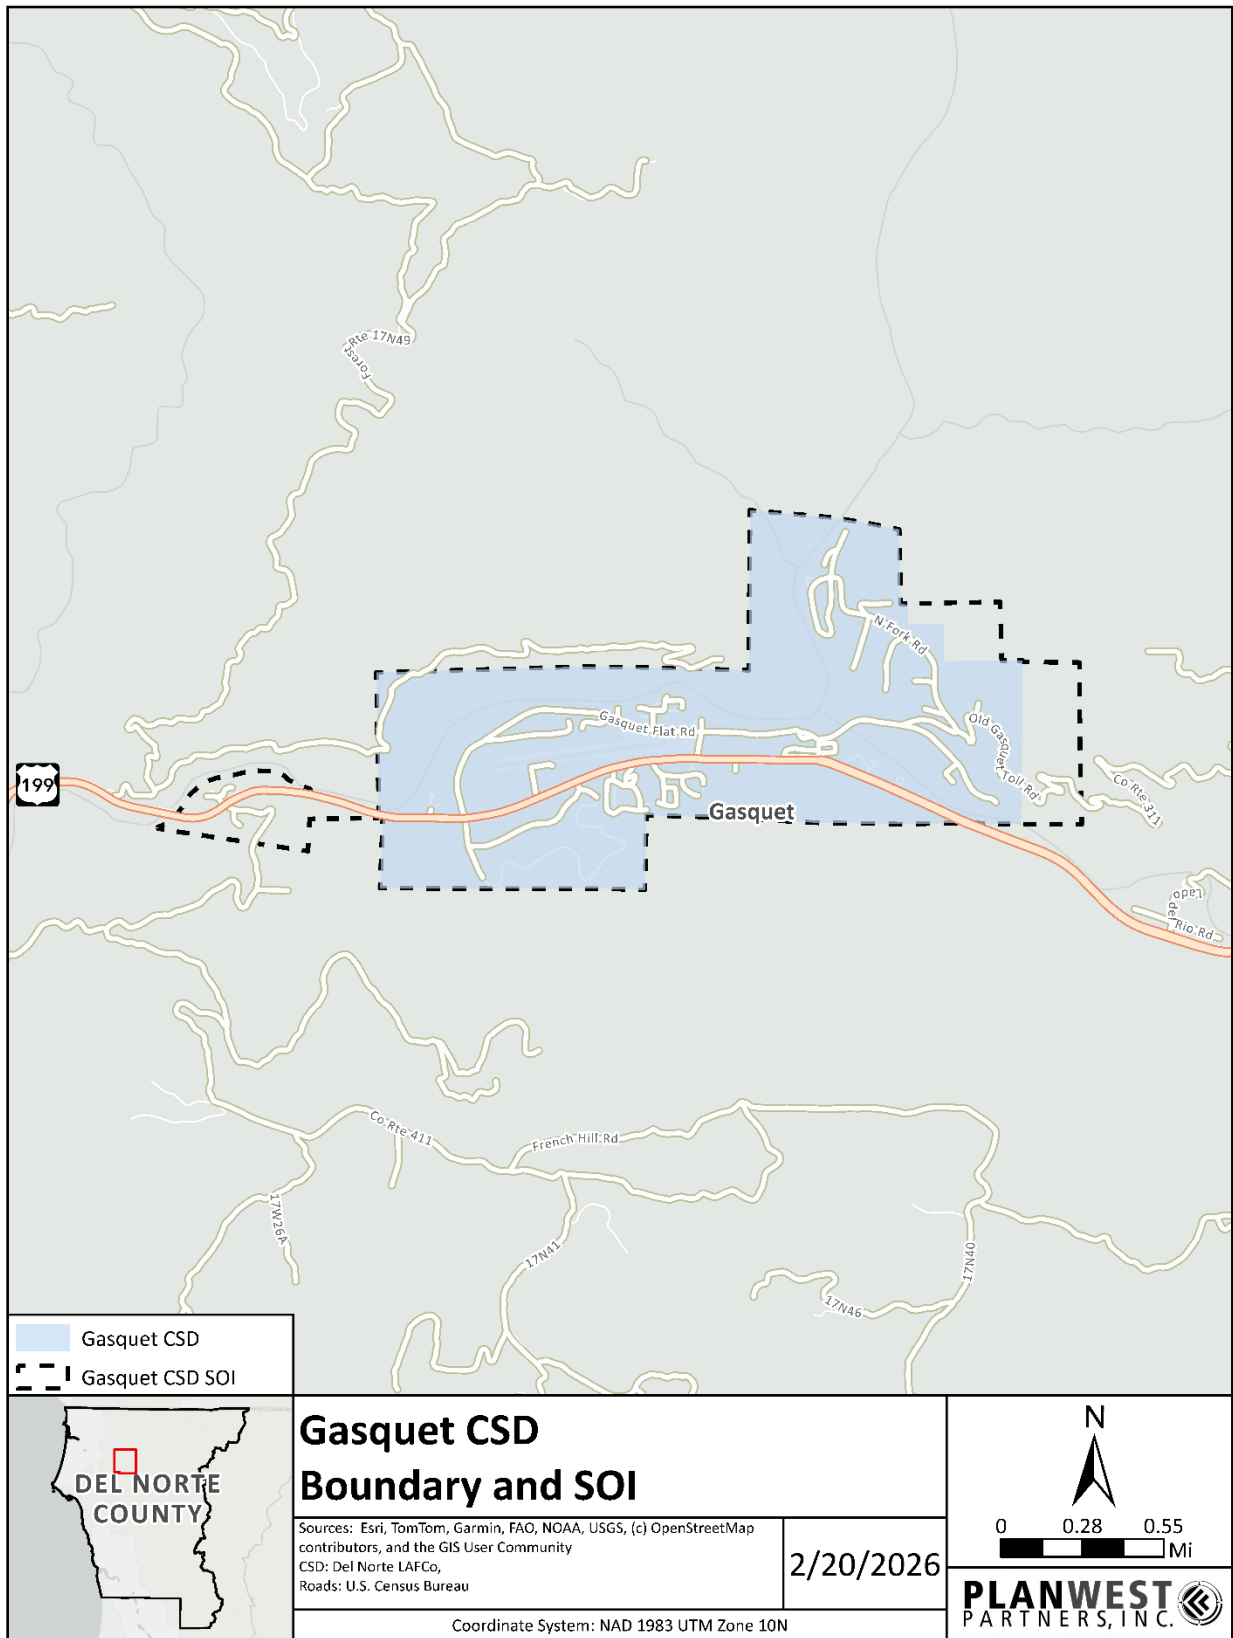 Forest Rte 17N49
N Fork Rd
Gasquet Flat Rd
Old Gasquet Toll Rd
199
Co Rte 311
Gasquet
Lado del Rio Rd
Co Rte 411
French Hill Rd
17W26A
17N41
17N40
17N46
Gasquet CSD
Gasquet CSD SOI
DEL NORTE
COUNTY
Gasquet CSD
Boundary and SOI
Sources: Esri, TomTom, Garmin, FAO, NOAA, USGS, (c) OpenStreetMap
contributors, and the GIS User Community
CSD: Del Norte LAFCo,
Roads: U.S. Census Bureau
2/20/2026
Coordinate System: NAD 1983 UTM Zone 10N
N
0 0.28 0.55
Mi
PLANWEST
PARTNERS, INC.